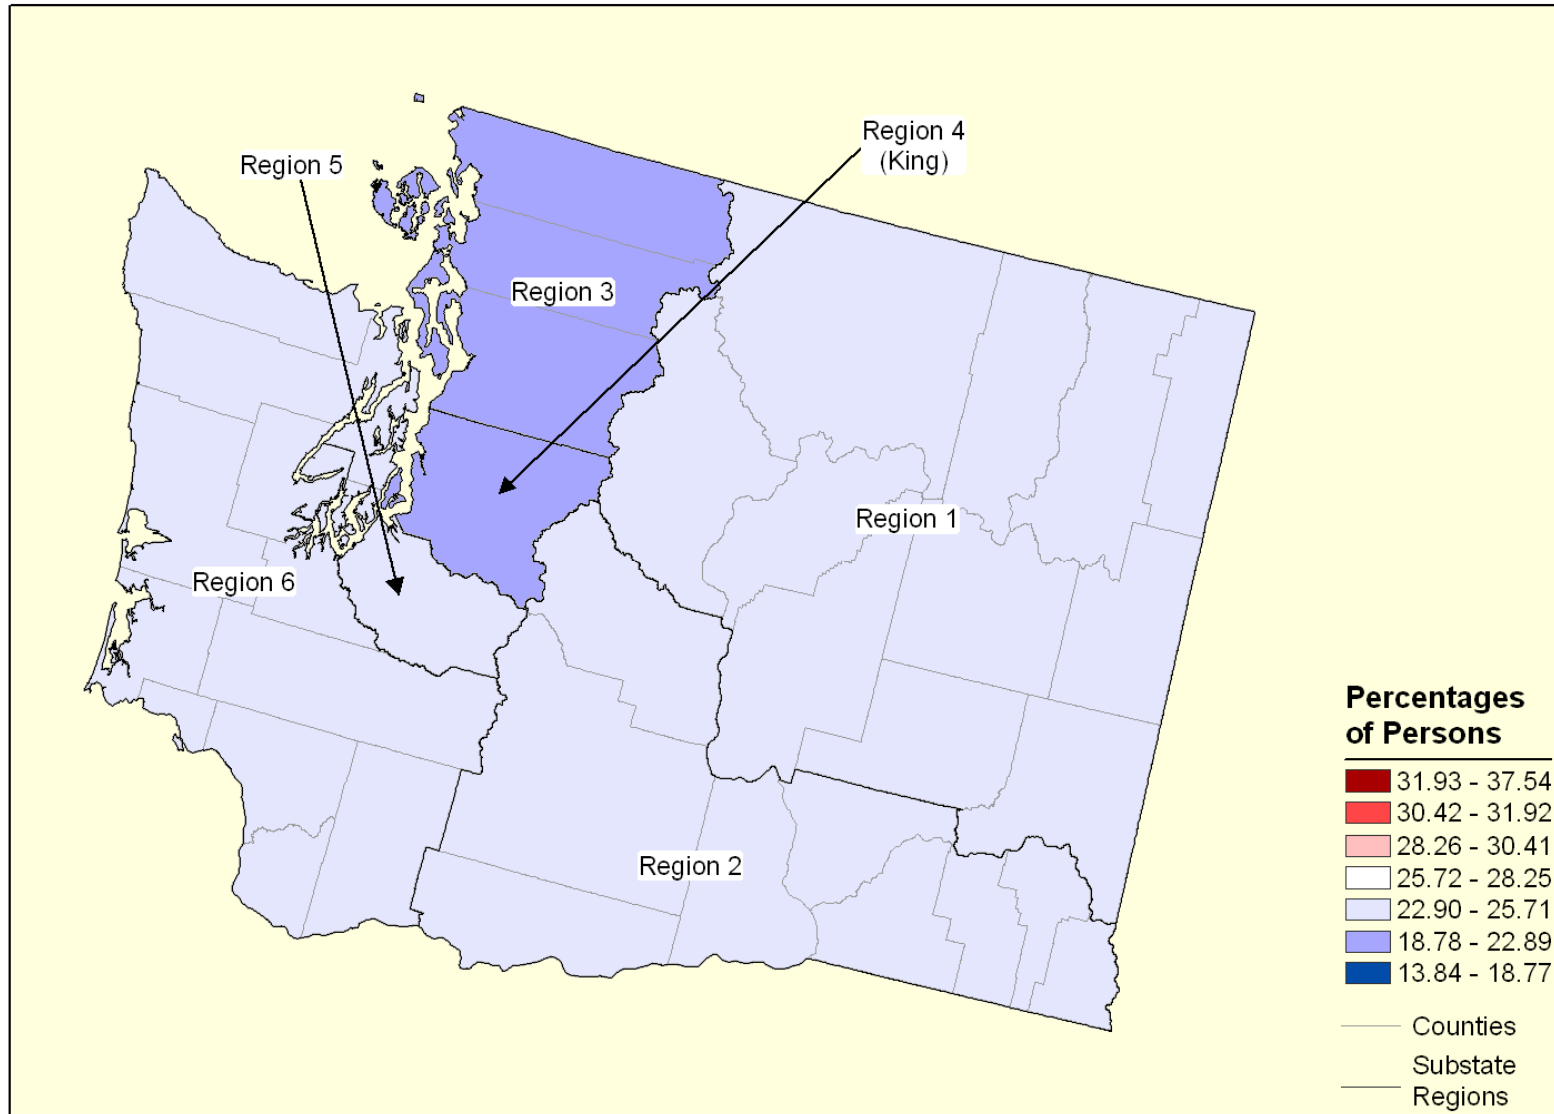 Region 4
(King)
Region 5
Region 3
Region 1
Region 6
Region 2
Percentages
of Persons
31.93 - 37.54
30.42 - 31.92
28.26 - 30.41
25.72 - 28.25
22.90 - 25.71
18.78 - 22.89
13.84 - 18.77
Counties
Substate
Regions